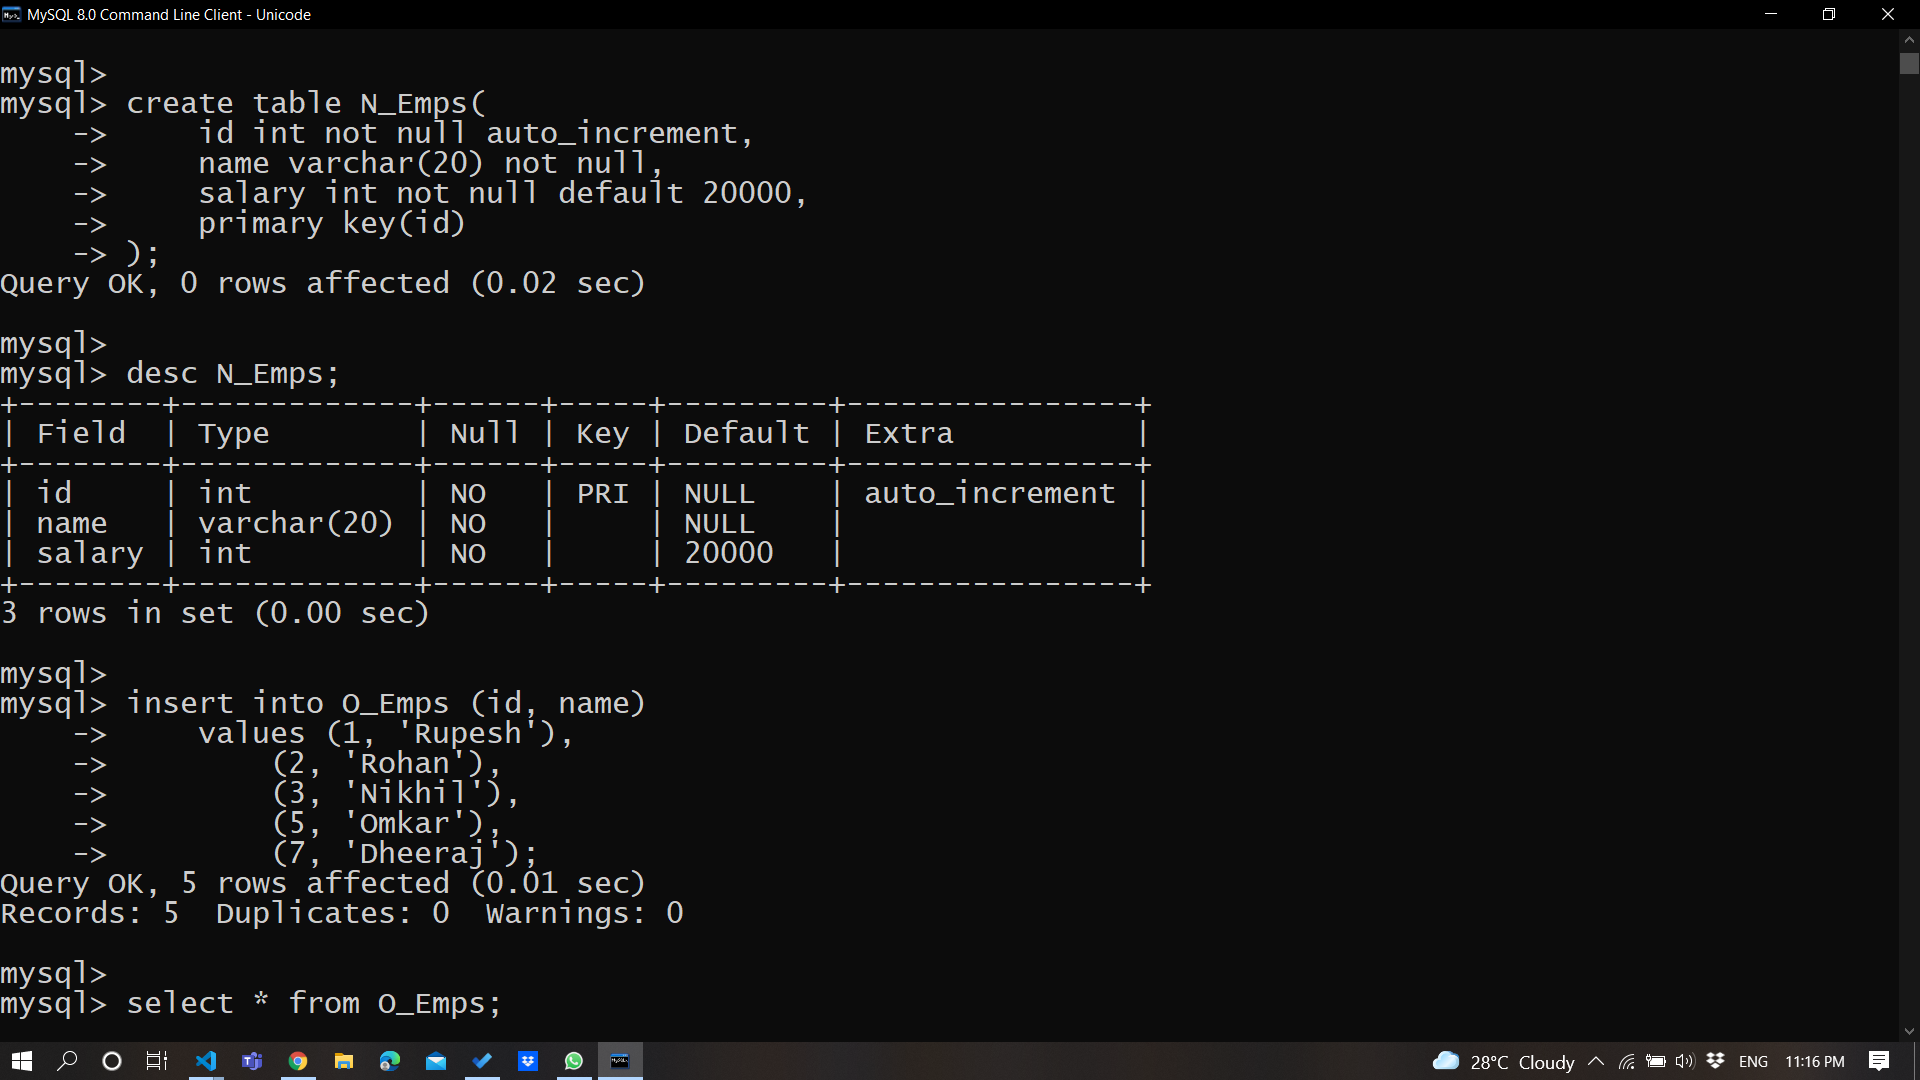 MySQL 8.0 Command Line Client - Unicode
mysql>
mysql> create table N_Emps(
    ->     id int not null auto_increment,
    ->     name varchar(20) not null,
    ->     salary int not null default 20000,
    ->     primary key(id)
    -> );
Query OK, 0 rows affected (0.02 sec)
mysql>
mysql> desc N_Emps;
+--------+-------------+------+-----+---------+----------------+
| Field  | Type        | Null | Key | Default | Extra          |
+--------+-------------+------+-----+---------+----------------+
| id     | int         | NO   | PRI | NULL    | auto_increment |
| name   | varchar(20) | NO   |     | NULL    |                |
| salary | int         | NO   |     | 20000   |                |
+--------+-------------+------+-----+---------+----------------+
3 rows in set (0.00 sec)
mysql>
mysql> insert into O_Emps (id, name)
    ->     values (1, 'Rupesh'),
    ->         (2, 'Rohan'),
    ->         (3, 'Nikhil'),
    ->         (5, 'Omkar'),
    ->         (7, 'Dheeraj');
Query OK, 5 rows affected (0.01 sec)
Records: 5  Duplicates: 0  Warnings: 0
mysql>
mysql> select * from O_Emps;
28°C Cloudy ENG 11:16 PM